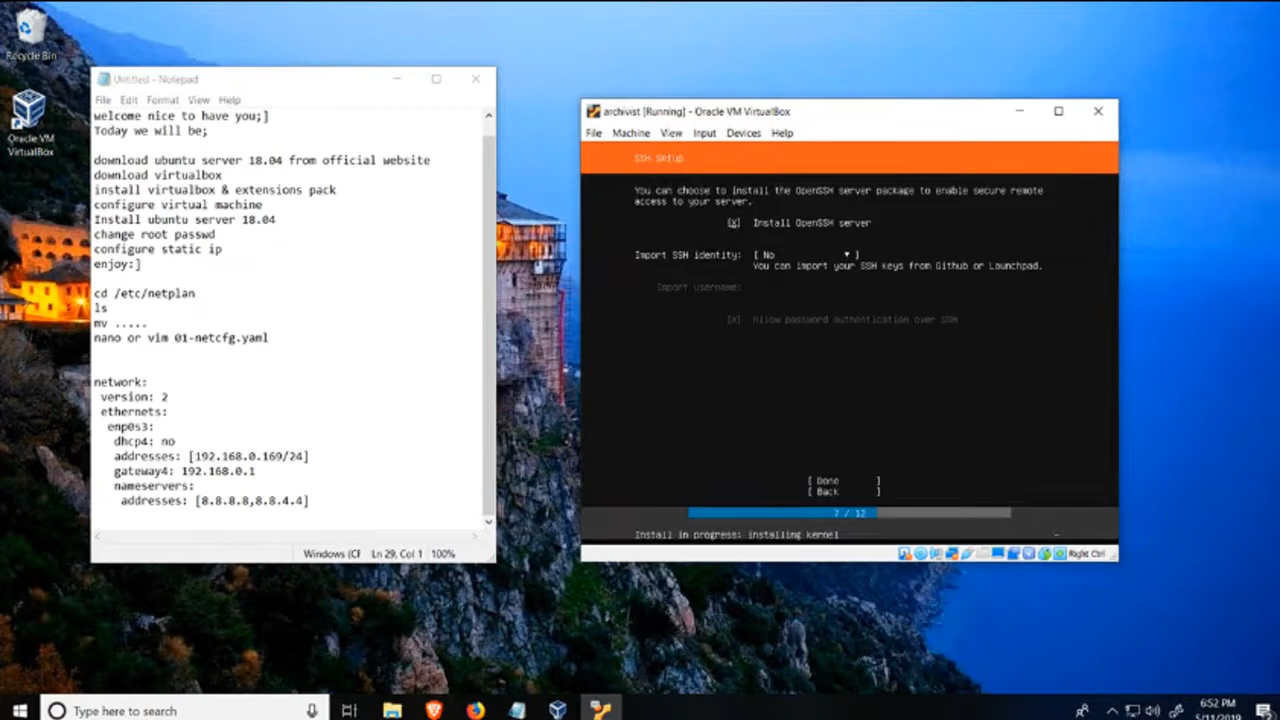 Recycle Bin
Oracle VM
VirtualBox
Untitled - Notepad
File Edit Format View Help
welcome nice to have you;]
Today we will be;
download ubuntu server 18.04 from official website
download virtualbox
install virtualbox & extensions pack
configure virtual machine
Install ubuntu server 18.04
change root passwd
configure static ip
enjoy:]
cd /etc/netplan
ls
mv .....
nano or vim 01-netcfg.yaml
network:
version: 2
ethernets:
enp0s3:
dhcp4: no
addresses: [192.168.0.169/24]
gateway4: 192.168.0.1
nameservers:
addresses: [8.8.8.8,8.8.4.4]
Windows (CF Ln 29, Col 1 100%
archivist [Running] - Oracle VM VirtualBox
File Machine View Input Devices Help
SSH Setup
You can choose to install the OpenSSH server package to enable secure remote
access to your server.
[X] Install OpenSSH server
Import SSH identity: [ No ▾ ]
You can import your SSH keys from Github or Launchpad.
Import username:
[X] Allow password authentication over SSH
[ Done ]
[ Back ]
7 / 12
Install in progress: installing kernel
Right Ctrl
Type here to search
6:52 PM